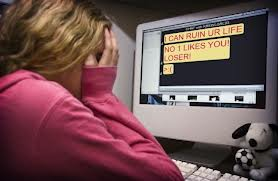 I CAN RUIN UR LIFE
NO 1 LIKES YOU!
LOSER!
>:(